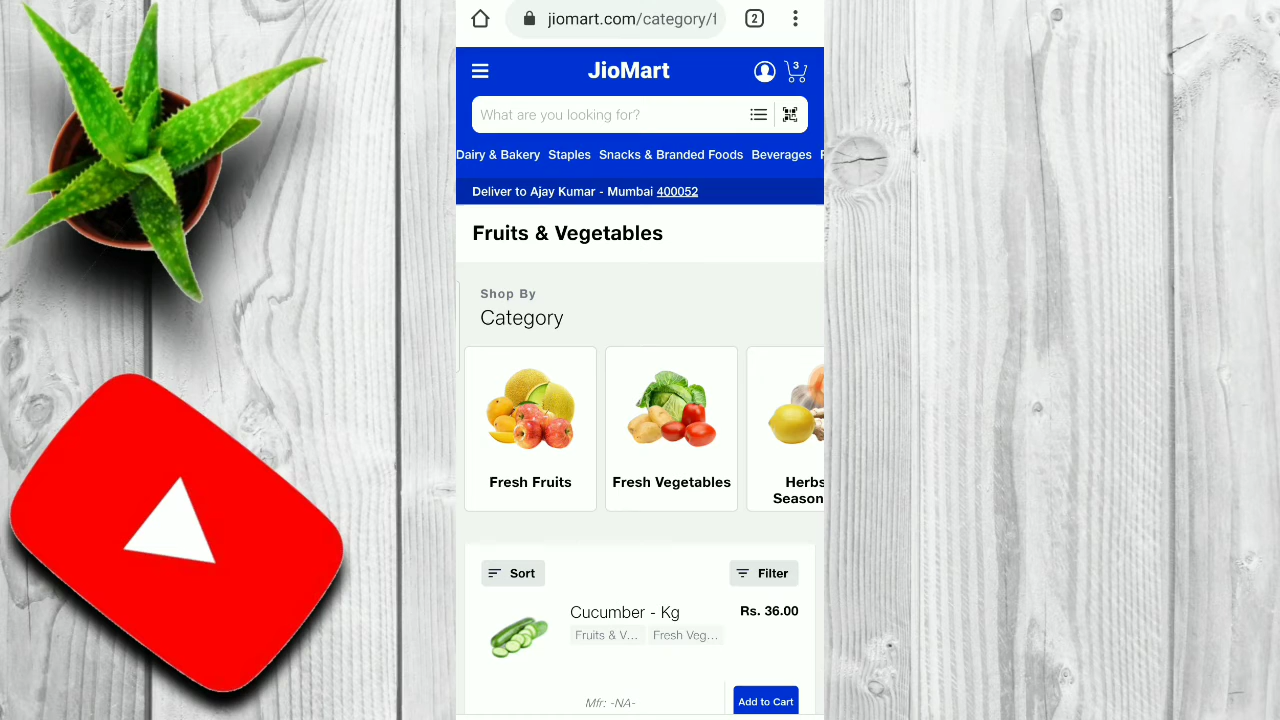 jiomart.com/category/f
2
JioMart
3
What are you looking for?
Dairy & Bakery Staples Snacks & Branded Foods Beverages
Deliver to Ajay Kumar - Mumbai 400052
Fruits & Vegetables
Shop By
Category
Fresh Fruits
Fresh Vegetables
Herbs
Season
Sort
Filter
Cucumber - Kg
Rs. 36.00
Fruits & V...
Fresh Veg...
Mfr: -NA-
Add to Cart